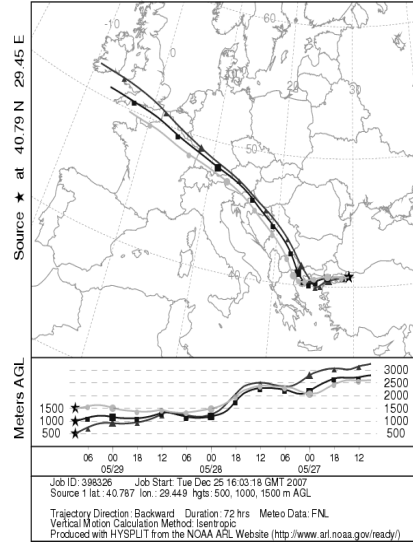 Source ★ at 40.79 N 29.45 E
-10
0
60
20
30
50
40
Meters AGL
1500
1000
500
3000
2500
2000
1500
1000
500
06 00 18 12 06 00 18 12 06 00 18 12
05/29 05/28 05/27
Job ID: 398326 Job Start: Tue Dec 25 16:03:18 GMT 2007
Source 1 lat.: 40.787 lon.: 29.449 hgts: 500, 1000, 1500 m AGL
Trajectory Direction: Backward Duration: 72 hrs Meteo Data: FNL
Vertical Motion Calculation Method: Isentropic
Produced with HYSPLIT from the NOAA ARL Website (http://www.arl.noaa.gov/ready/)